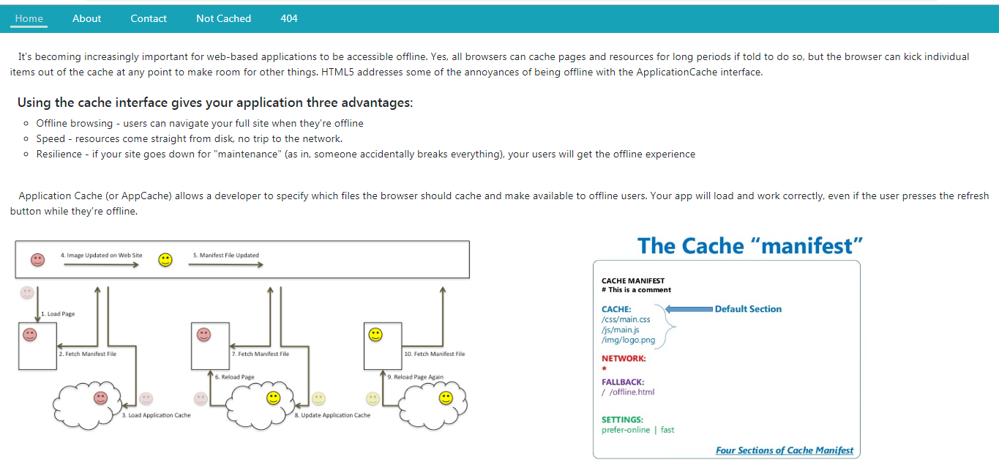 Home About Contact Not Cached 404
It's becoming increasingly important for web-based applications to be accessible offline. Yes, all browsers can cache pages and resources for long periods if told to do so, but the browser can kick individual
items out of the cache at any point to make room for other things. HTML5 addresses some of the annoyances of being offline with the ApplicationCache interface.
Using the cache interface gives your application three advantages:
Offline browsing - users can navigate your full site when they're offline
Speed - resources come straight from disk, no trip to the network.
Resilience - if your site goes down for "maintenance" (as in, someone accidentally breaks everything), your users will get the offline experience
Application Cache (or AppCache) allows a developer to specify which files the browser should cache and make available to offline users. Your app will load and work correctly, even if the user presses the refresh
button while they're offline.
4. Image Updated on Web Site
5. Manifest File Updated
1. Load Page
2. Fetch Manifest File
7. Fetch Manifest File
10. Fetch Manifest File
6. Reload Page
9. Reload Page Again
3. Load Application Cache
8. Update Application Cache
The Cache “manifest”
CACHE MANIFEST
# This is a comment
CACHE:
Default Section
/css/main.css
/js/main.js
/img/logo.png
NETWORK:
*
FALLBACK:
/ /offline.html
SETTINGS:
prefer-online | fast
Four Sections of Cache Manifest